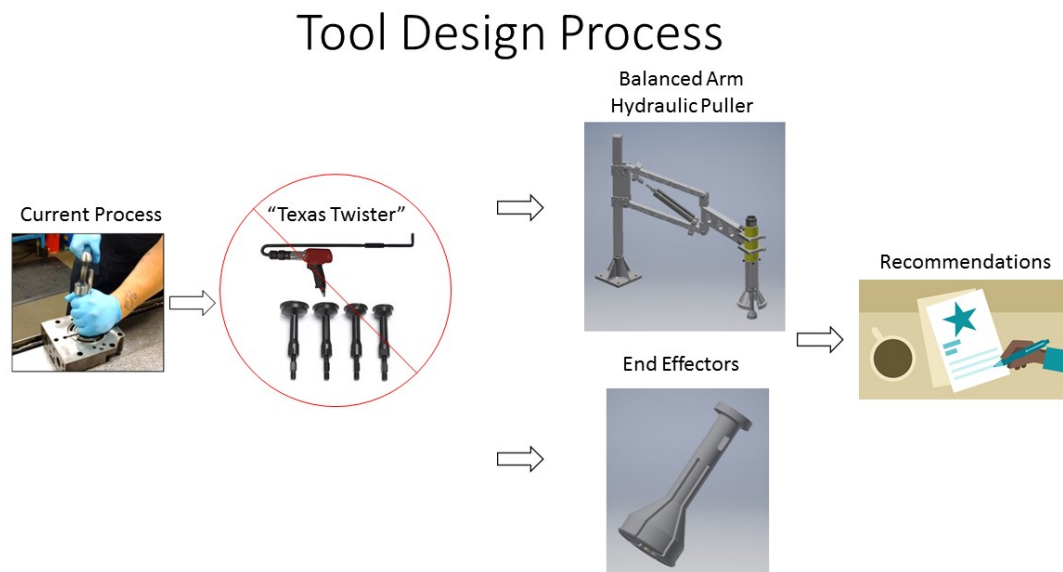 Tool Design Process
Balanced Arm
Hydraulic Puller
Current Process
“Texas Twister”
Recommendations
End Effectors